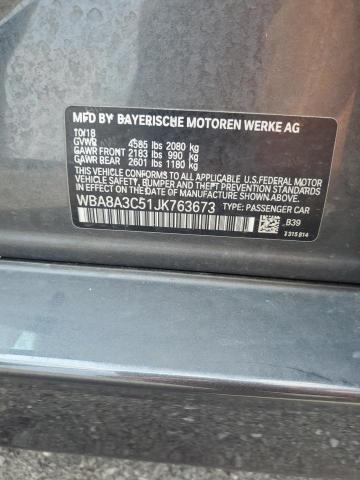 MFD BY BAYERISCHE MOTOREN WERKE AG
10/18
GVWR 4585 lbs 2080 kg
GAWR FRONT 2183 lbs 990 kg
GAWR REAR 2601 lbs 1180 kg
THIS VEHICLE CONFORMS TO ALL APPLICABLE U.S. FEDERAL MOTOR
VEHICLE SAFETY, BUMPER, AND THEFT PREVENTION STANDARDS
IN EFFECT ON THE DATE OF MANUFACTURE SHOWN ABOVE.
WBA8A3C51JK763673 TYPE: PASSENGER CAR
B39
3315814